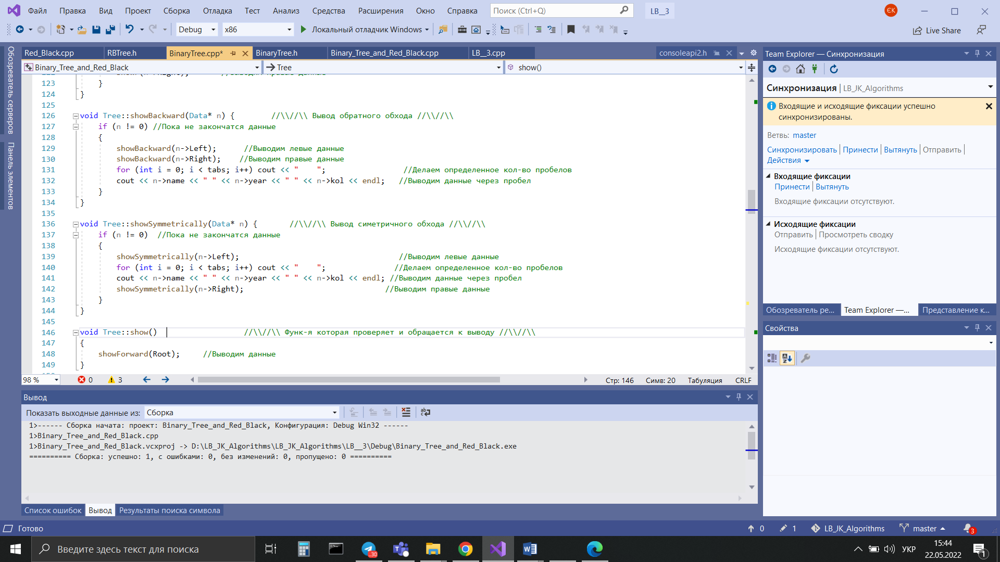 Файл Правка Вид Проект Сборка Отладка Тест Анализ Средства Расширения Окно Справка Поиск (Ctrl+Q) LB__3 ЄК
Debug x86 Локальный отладчик Windows Live Share
Обозреватель серверов
Панель элементов
Red_Black.cpp RBTree.h BinaryTree.cpp* BinaryTree.h Binary_Tree_and_Red_Black.cpp LB__3.cpp consoleapi2.h
Binary_Tree_and_Red_Black Tree show()
123 }
124 }
125
126 void Tree::showBackward(Data* n) { //\\//\\ Вывод обратного обхода //\\//\\
127 if (n != 0) //Пока не закончатся данные
128 {
129 showBackward(n->Left); //Выводим левые данные
130 showBackward(n->Right); //Выводим правые данные
131 for (int i = 0; i < tabs; i++) cout << "    "; //Делаем определенное кол-во пробелов
132 cout << n->name << " " << n->year << " " << n->kol << endl; //Выводим данные через пробел
133 }
134 }
135
136 void Tree::showSymmetrically(Data* n) { //\\//\\ Вывод симетричного обхода //\\//\\
137 if (n != 0) //Пока не закончатся данные
138 {
139 showSymmetrically(n->Left); //Выводим левые данные
140 for (int i = 0; i < tabs; i++) cout << "    "; //Делаем определенное кол-во пробелов
141 cout << n->name << " " << n->year << " " << n->kol << endl; //Выводим данные через пробел
142 showSymmetrically(n->Right); //Выводим правые данные
143 }
144 }
145
146 void Tree::show() //\\//\\ Функ-я которая проверяет и обращается к выводу //\\//\\
147 {
148 showForward(Root); //Выводим данные
149 }
98 % 0 3 Стр: 146 Симв: 20 Табуляция CRLF
Вывод
Показать выходные данные из: Сборка
1>------ Сборка начата: проект: Binary_Tree_and_Red_Black, Конфигурация: Debug Win32 ------
1>Binary_Tree_and_Red_Black.cpp
1>Binary_Tree_and_Red_Black.vcxproj -> D:\LB_JK_Algorithms\LB_JK_Algorithms\LB__3\Debug\Binary_Tree_and_Red_Black.exe
========== Сборка: успешно: 1, с ошибками: 0, без изменений: 0, пропущено: 0 ==========
Список ошибок Вывод Результаты поиска символа
Team Explorer — Синхронизация
Синхронизация | LB_JK_Algorithms
Входящие и исходящие фиксации успешно
синхронизированы.
Ветвь: master
Синхронизировать | Принести | Вытянуть | Отправить |
Действия
Входящие фиксации
Принести | Вытянуть
Входящие фиксации отсутствуют.
Исходящие фиксации
Отправить | Просмотреть сводку
Исходящие фиксации отсутствуют.
Обозреватель ре... Team Explorer —... Представление к...
Свойства
Готово 0 1 LB_JK_Algorithms master 3
Введите здесь текст для поиска ..30 УКР 15:44
22.05.2022 1